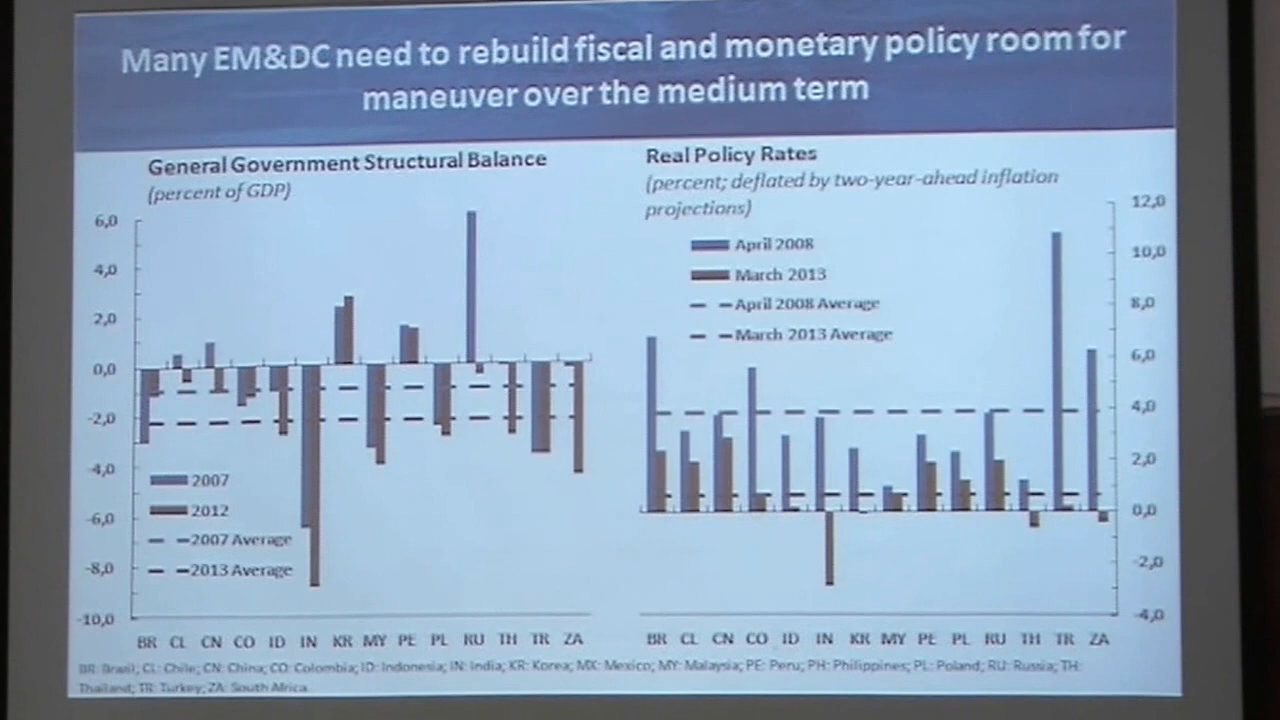 Many EM&DC need to rebuild fiscal and monetary policy room for
maneuver over the medium term
General Government Structural Balance
(percent of GDP)
6,0
4,0
2,0
0,0
-2,0
-4,0
-6,0
-8,0
-10,0
2007
2012
2007 Average
2013 Average
BR CL CN CO ID IN KR MY PE PL RU TH TR ZA
Real Policy Rates
(percent; deflated by two-year-ahead inflation
projections)
April 2008
March 2013
April 2008 Average
March 2013 Average
12,0
10,0
8,0
6,0
4,0
2,0
0,0
-2,0
-4,0
BR CL CN CO ID IN KR MY PE PL RU TH TR ZA
BR: Brasil; CL: Chile; CN: China; CO: Colombia; ID: Indonesia; IN: India; KR: Korea; MX: Mexico; MY: Malaysia; PE: Peru; PH: Philippines; PL: Poland; RU: Russia; TH:
Thailand; TR: Turkey; ZA: South Africa